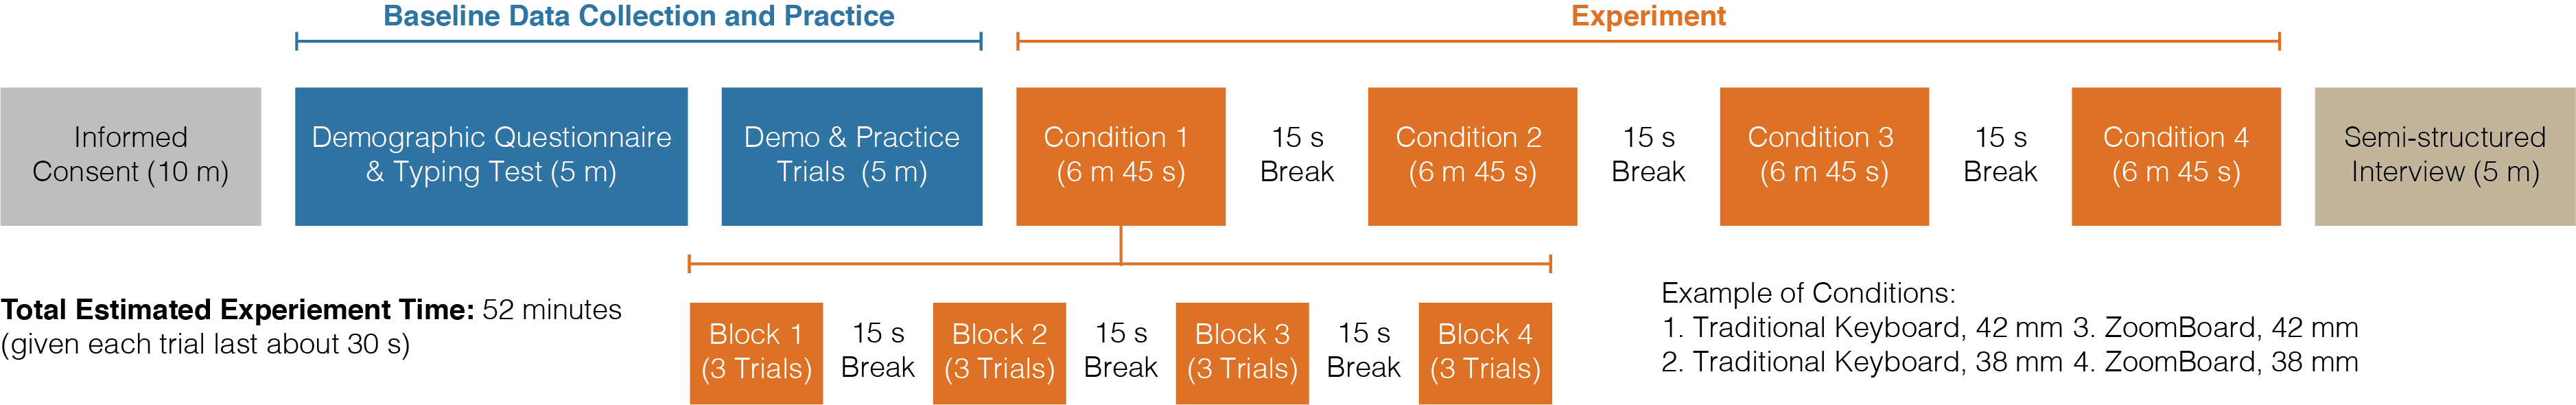 Baseline Data Collection and Practice
Experiment
Informed
Consent (10 m)
Demographic Questionnaire
& Typing Test (5 m)
Demo & Practice
Trials (5 m)
Condition 1
(6 m 45 s)
15 s
Break
Condition 2
(6 m 45 s)
15 s
Break
Condition 3
(6 m 45 s)
15 s
Break
Condition 4
(6 m 45 s)
Semi-structured
Interview (5 m)
Total Estimated Experiement Time: 52 minutes
(given each trial last about 30 s)
Block 1
(3 Trials)
15 s
Break
Block 2
(3 Trials)
15 s
Break
Block 3
(3 Trials)
15 s
Break
Block 4
(3 Trials)
Example of Conditions:
1. Traditional Keyboard, 42 mm 3. ZoomBoard, 42 mm
2. Traditional Keyboard, 38 mm 4. ZoomBoard, 38 mm